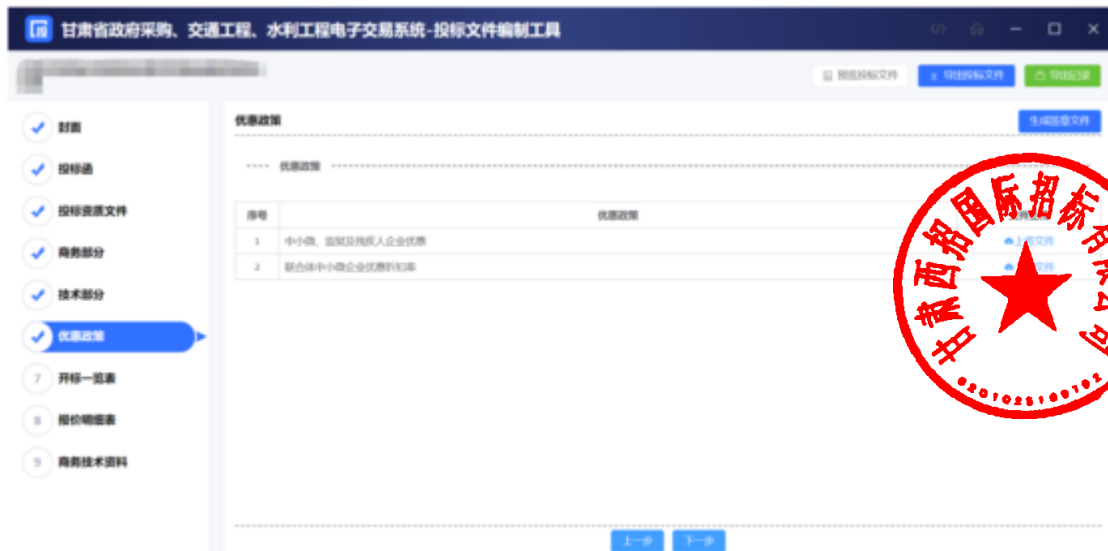 甘肃省政府采购、交通工程、水利工程电子交易系统-投标文件编制工具
预览投标文件 导出投标文件 导出记录
封面
投标函
投标资质文件
商务部分
技术部分
优惠政策
7 开标一览表
8 报价明细表
9 商务技术资料
优惠政策 生成签章文件
优惠政策
序号 优惠政策
1 中小微、监狱及残疾人企业优惠
2 联合体中小微企业优惠折扣率
上一步 下一步
甘肃西招国际招标有限公司